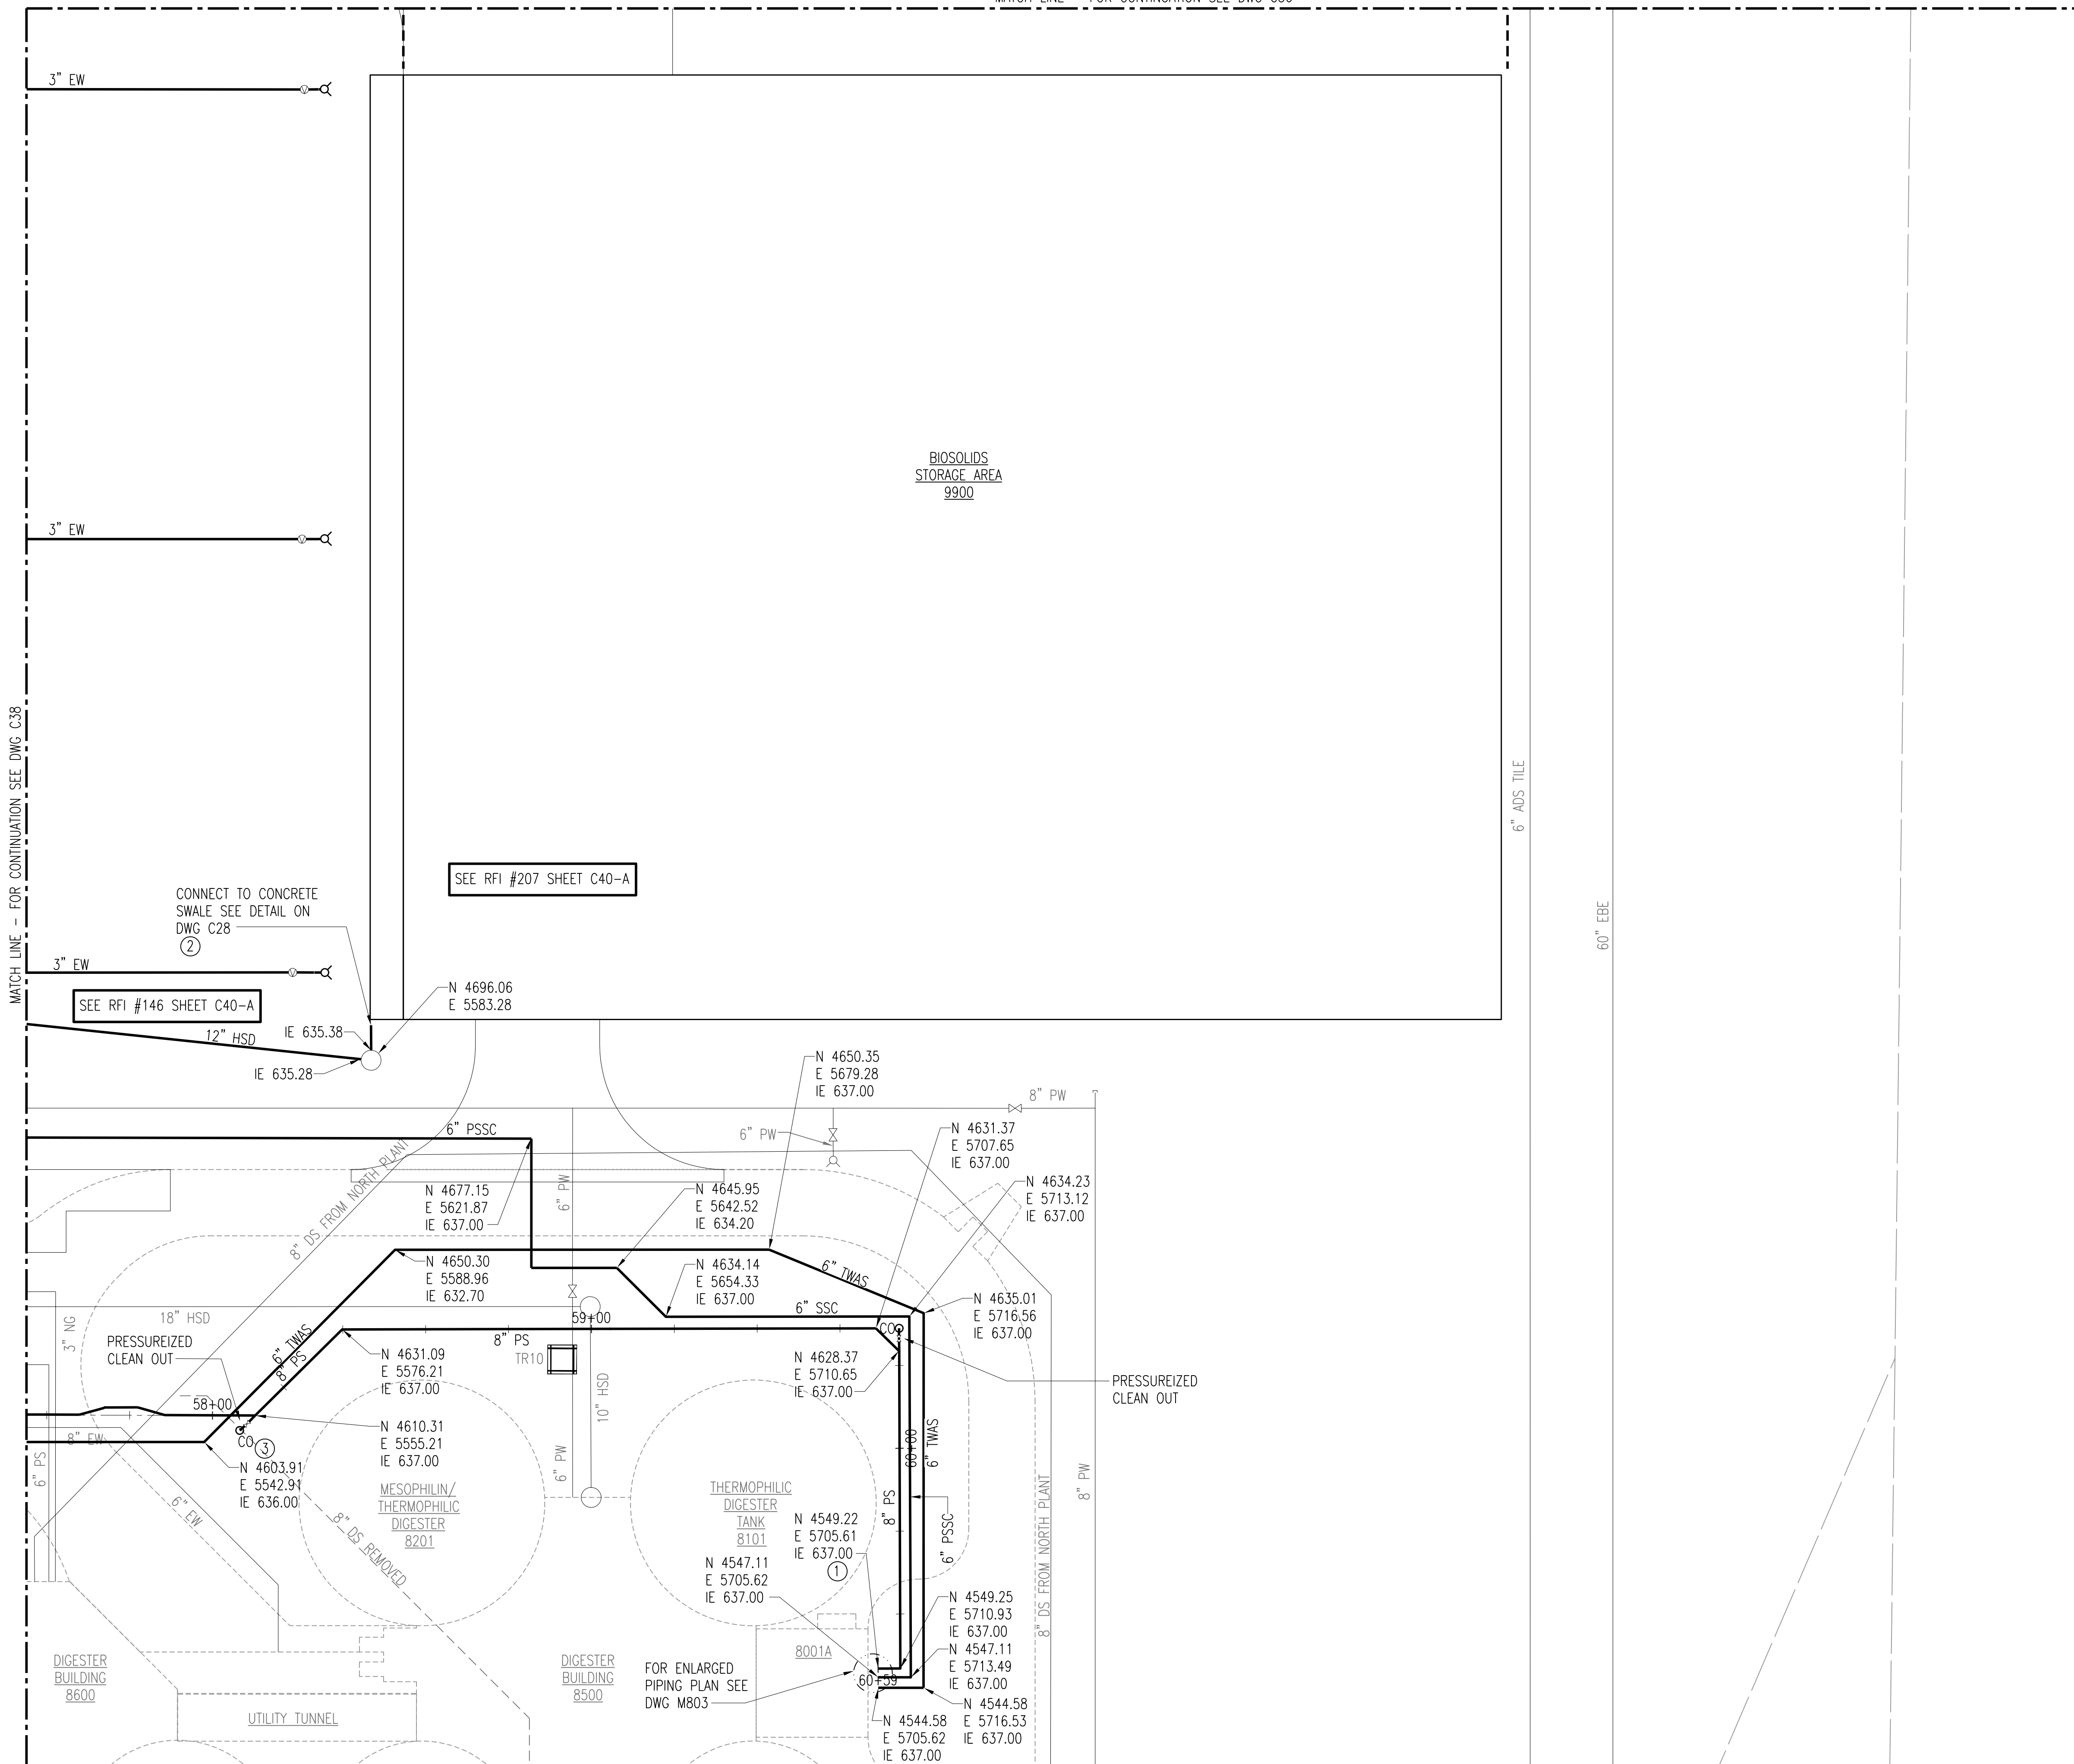 3" EW
BIOSOLIDS
STORAGE AREA
9900
3" EW
MATCH LINE - FOR CONTINUATION SEE DWG C38
6" ADS TILE
60" EBE
SEE RFI #207 SHEET C40-A
CONNECT TO CONCRETE
SWALE SEE DETAIL ON
DWG C28
2
3" EW
SEE RFI #146 SHEET C40-A
N 4696.06
E 5583.28
12" HSD
IE 635.38
IE 635.28
N 4650.35
E 5679.28
IE 637.00
8" PW
6" PSSC
6" PW
N 4631.37
E 5707.65
IE 637.00
8" DS FROM NORTH PLANT
N 4677.15
E 5621.87
IE 637.00
6" PW
N 4645.95
E 5642.52
IE 634.20
N 4634.23
E 5713.12
IE 637.00
N 4650.30
E 5588.96
IE 632.70
N 4634.14
E 5654.33
IE 637.00
6" TWAS
N 4635.01
E 5716.56
IE 637.00
18" HSD
3" NG
59+00
6" SSC
CO
PRESSUREIZED
CLEAN OUT
6" TWAS
8" PS
8" PS
TR10
N 4631.09
E 5576.21
IE 637.00
N 4628.37
E 5710.65
IE 637.00
PRESSUREIZED
CLEAN OUT
58+00
10" HSD
N 4610.31
E 5555.21
IE 637.00
8" EW
CO
3
6" PS
N 4603.91
E 5542.91
IE 636.00
6" PW
60+00
6" TWAS
8" PW
6" EW
MESOPHILIN/
THERMOPHILIC
DIGESTER
8201
8" DS REMOVED
THERMOPHILIC
DIGESTER
TANK
8101
N 4549.22
E 5705.61
IE 637.00
1
8" PS
6" PSSC
8" DS FROM NORTH PLANT
N 4547.11
E 5705.62
IE 637.00
N 4549.25
E 5710.93
IE 637.00
N 4547.11
E 5713.49
IE 637.00
DIGESTER
BUILDING
8600
DIGESTER
BUILDING
8500
8001A
FOR ENLARGED
PIPING PLAN SEE
DWG M803
60+59
UTILITY TUNNEL
N 4544.58
E 5705.62
IE 637.00
N 4544.58
E 5716.53
IE 637.00